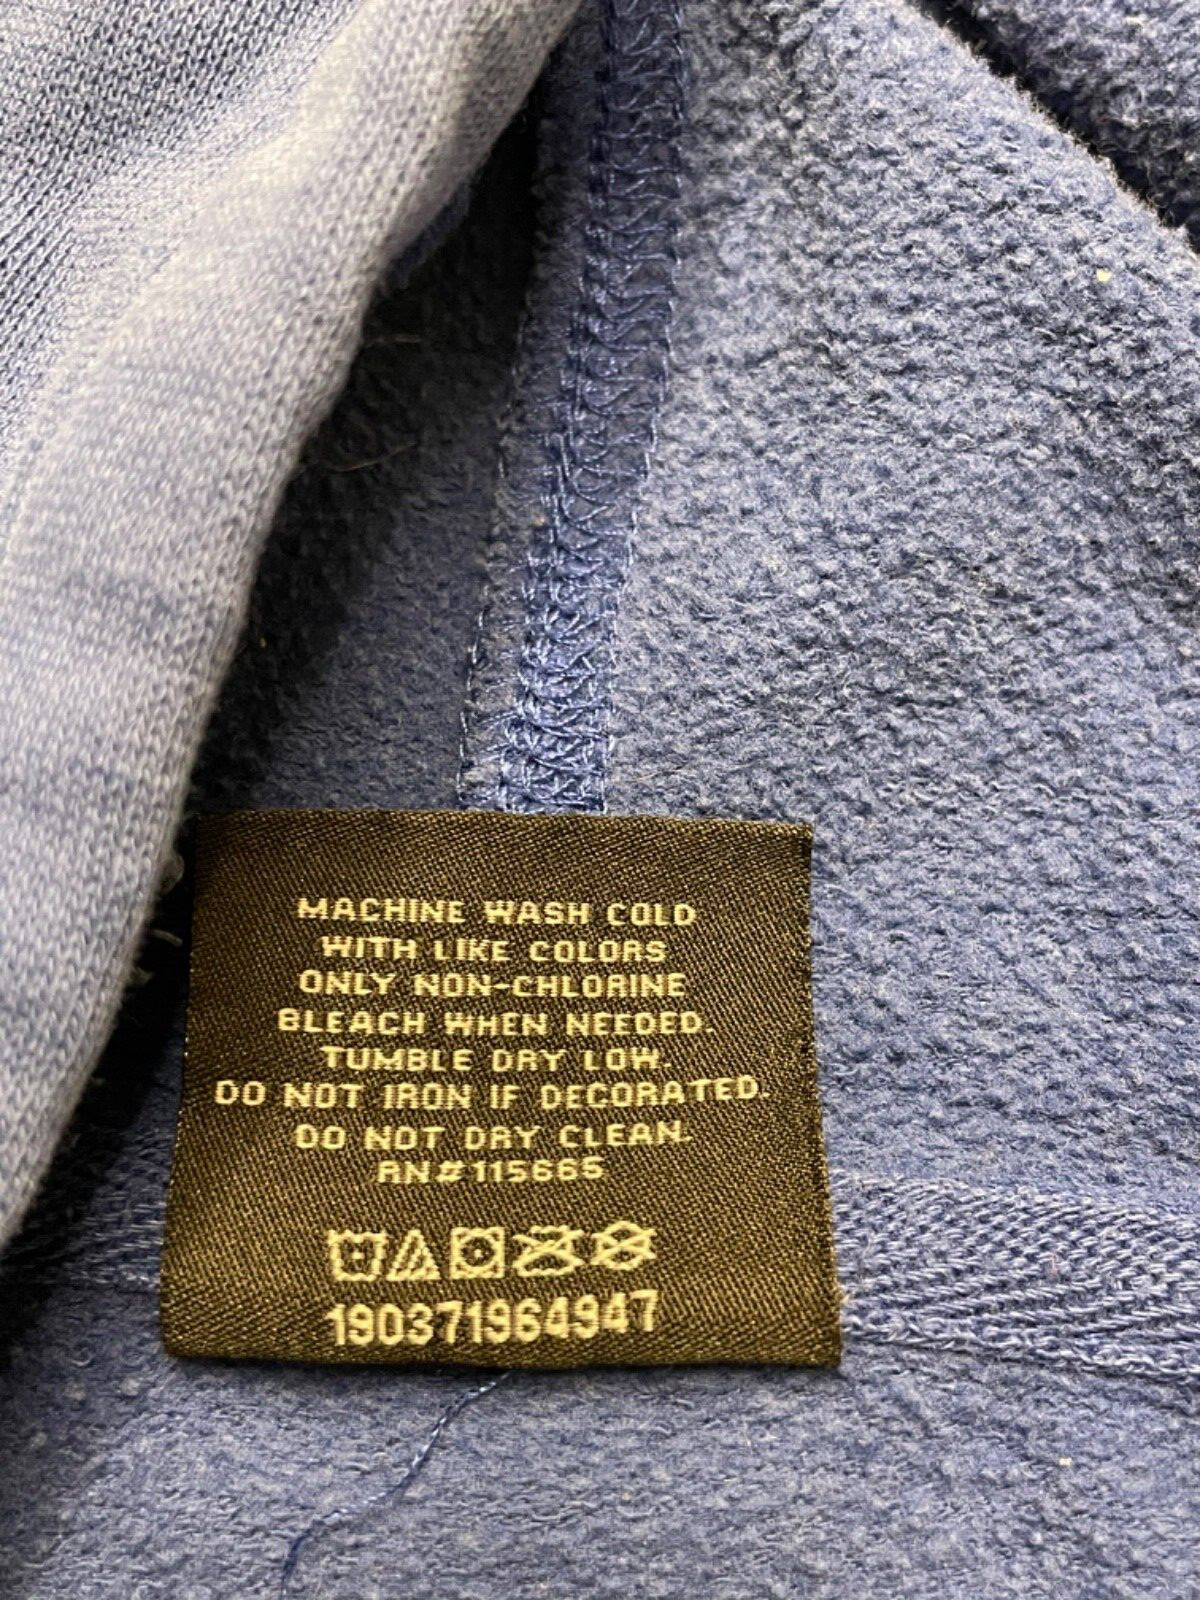 MACHINE WASH COLD
WITH LIKE COLORS
ONLY NON-CHLORINE
BLEACH WHEN NEEDED.
TUMBLE DRY LOW.
DO NOT IRON IF DECORATED.
DO NOT DRY CLEAN.
RN#115665
190371964947